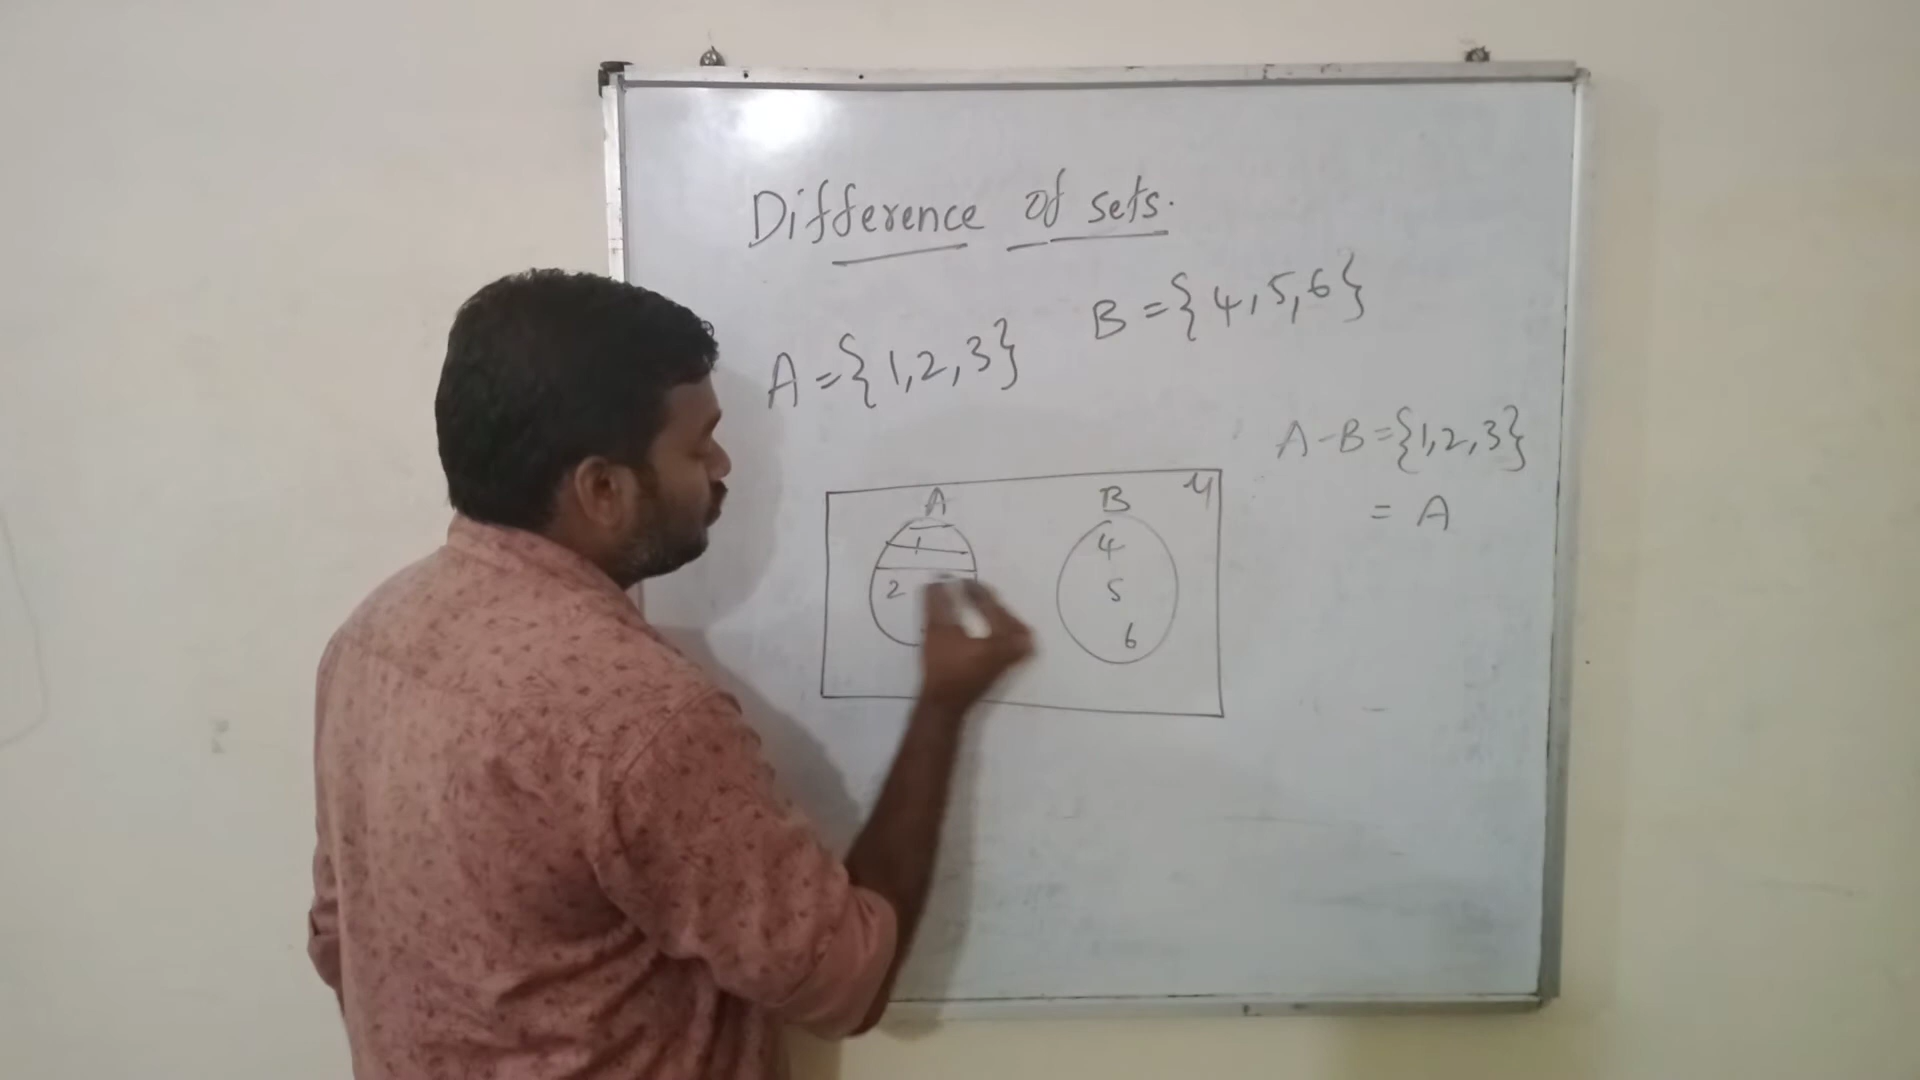 Difference of sets.
A = {1,2,3} B = {4,5,6}
A-B = {1,2,3}
= A
A B
1 4
2 5
6